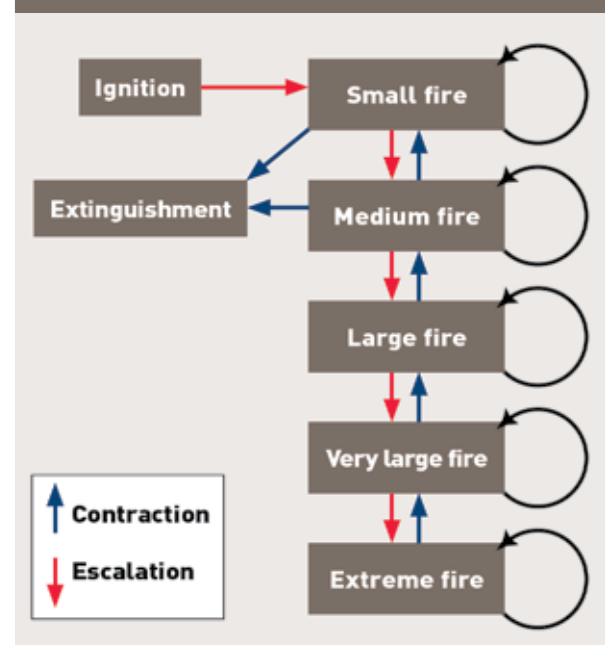 Ignition
Small fire
Extinguishment
Medium fire
Large fire
Very large fire
Extreme fire
Contraction
Escalation